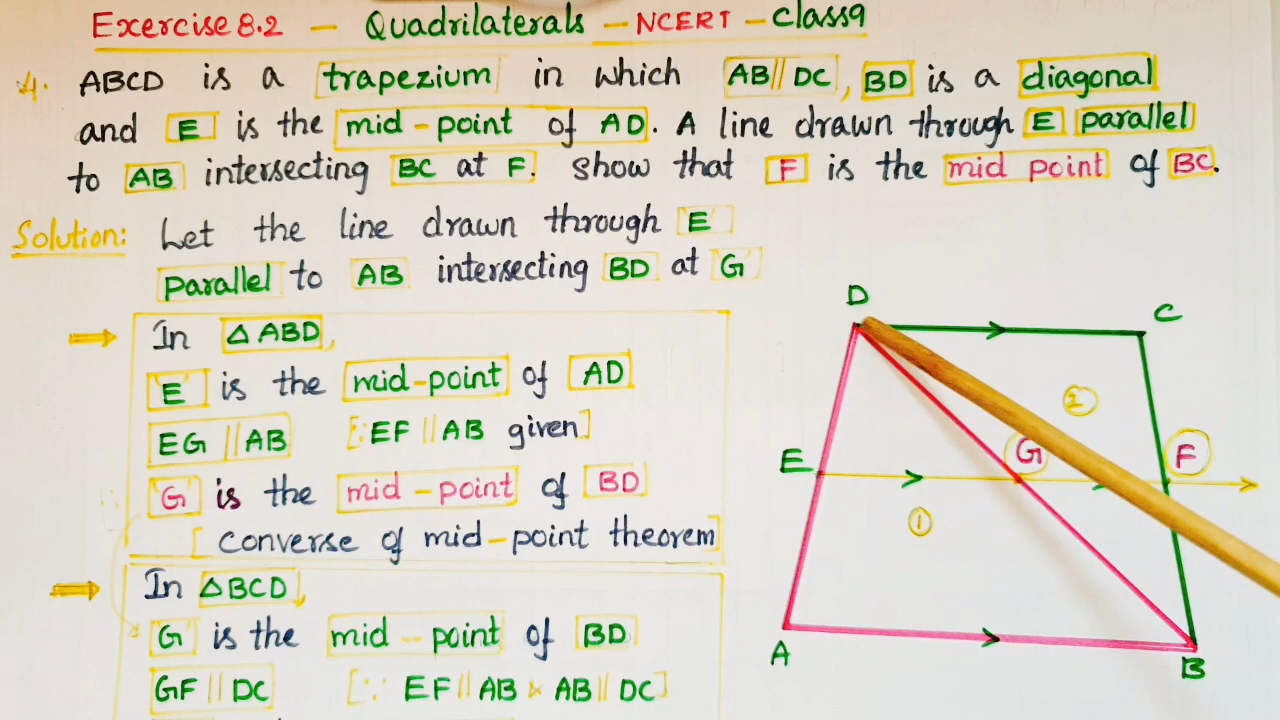 Exercise 8.2 - Quadrilaterals - NCERT - class 9
4. ABCD is a trapezium in which AB || DC, BD is a diagonal
and E is the mid-point of AD. A line drawn through E parallel
to AB intersecting BC at F. show that F is the mid point of BC.
Solution: Let the line drawn through E
parallel to AB intersecting BD at G
⇒ In △ ABD,
E is the mid-point of AD
EG || AB [∵ EF || AB given]
G is the mid-point of BD
[converse of mid-point theorem]
⇒ In △BCD,
G is the mid-point of BD
GF || DC [∵ EF || AB & AB || DC]
D
C
2
E
G
F
1
A
B